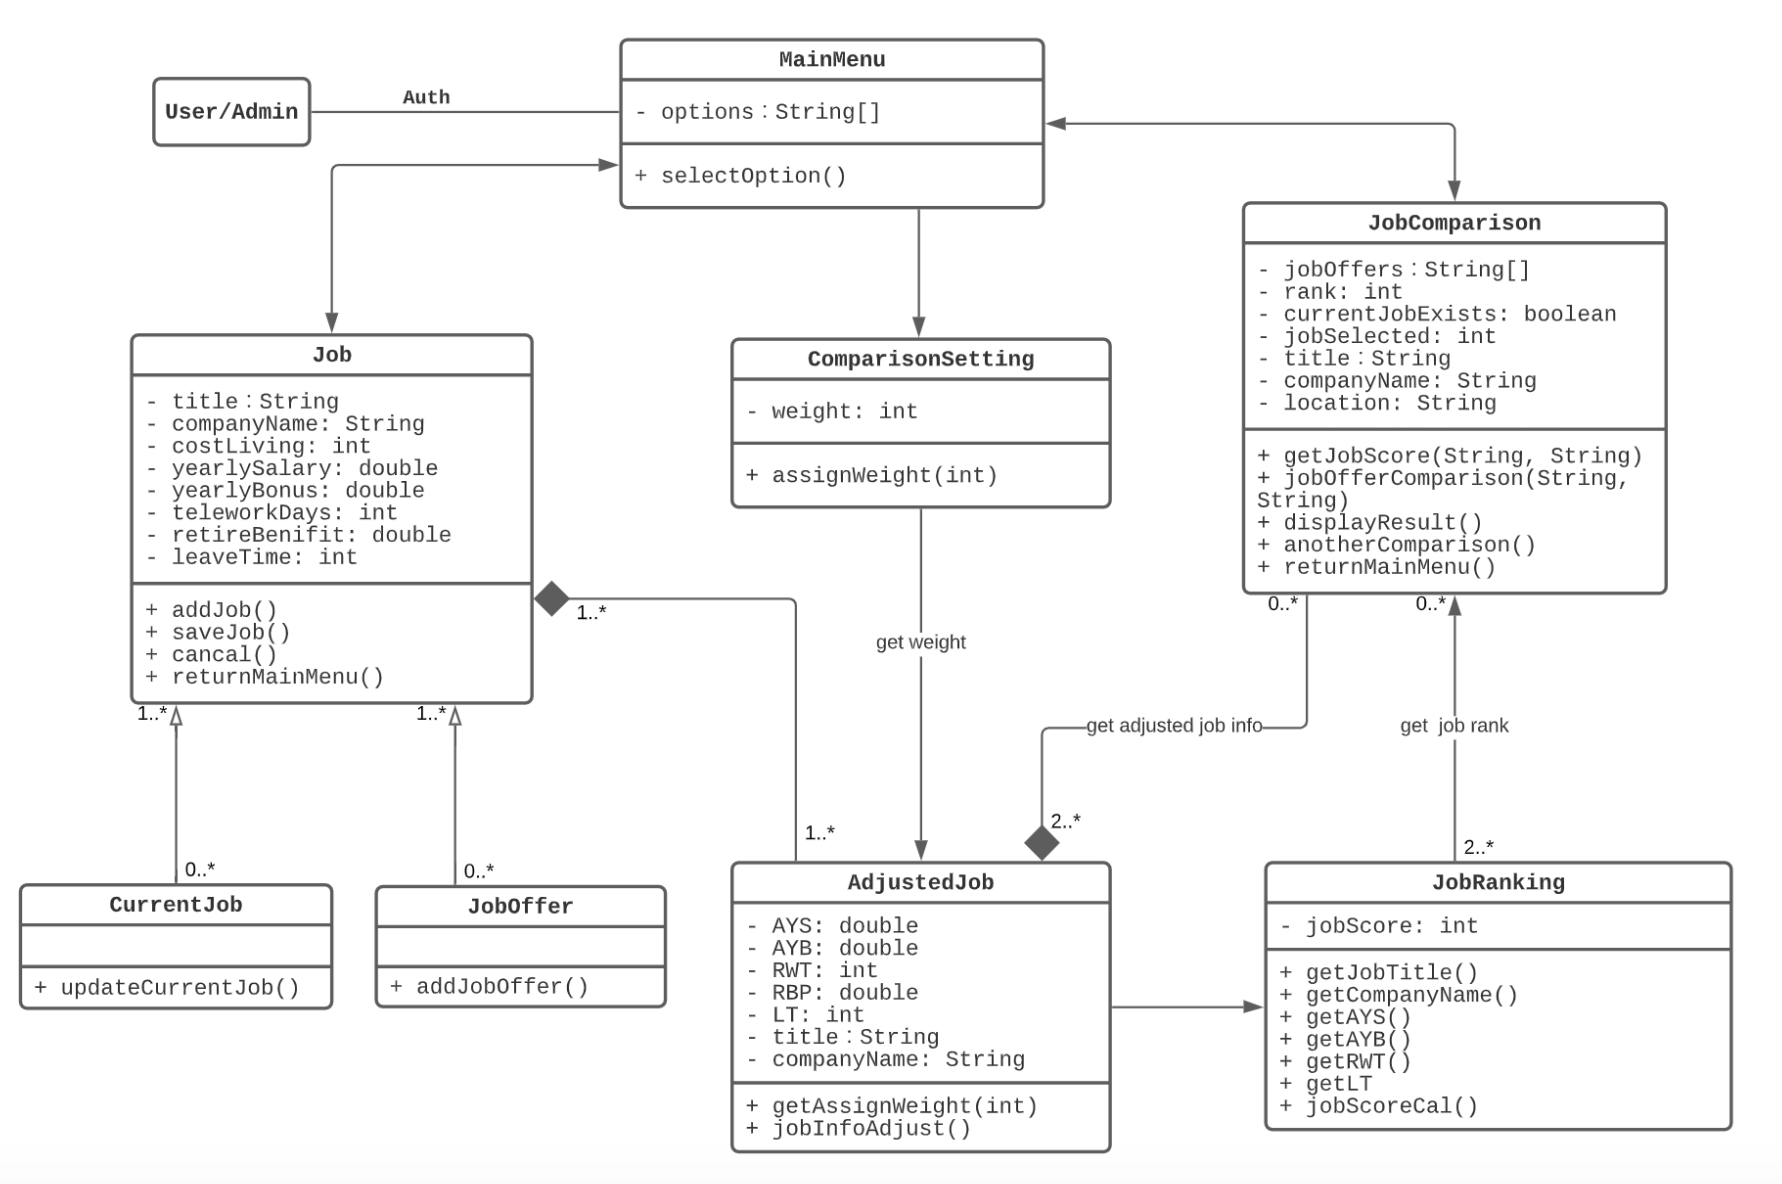 MainMenu
- options:String[]
+ selectOption()
User/Admin
Auth
JobComparison
- jobOffers:String[]
- rank: int
- currentJobExists: boolean
- jobSelected: int
- title:String
- companyName: String
- location: String
+ getJobScore(String, String)
+ jobOfferComparison(String,
String)
+ displayResult()
+ anotherComparison()
+ returnMainMenu()
Job
- title:String
- companyName: String
- costLiving: int
- yearlySalary: double
- yearlyBonus: double
- teleworkDays: int
- retireBenifit: double
- leaveTime: int
+ addJob()
+ saveJob()
+ cancal()
+ returnMainMenu()
ComparisonSetting
- weight: int
+ assignWeight(int)
1..*
get weight
0..*
0..*
1..*
1..*
get adjusted job info
get job rank
1..*
2..*
2..*
0..*
0..*
CurrentJob
+ updateCurrentJob()
JobOffer
+ addJobOffer()
AdjustedJob
- AYS: double
- AYB: double
- RWT: int
- RBP: double
- LT: int
- title:String
- companyName: String
+ getAssignWeight(int)
+ jobInfoAdjust()
JobRanking
- jobScore: int
+ getJobTitle()
+ getCompanyName()
+ getAYS()
+ getAYB()
+ getRWT()
+ getLT
+ jobScoreCal()